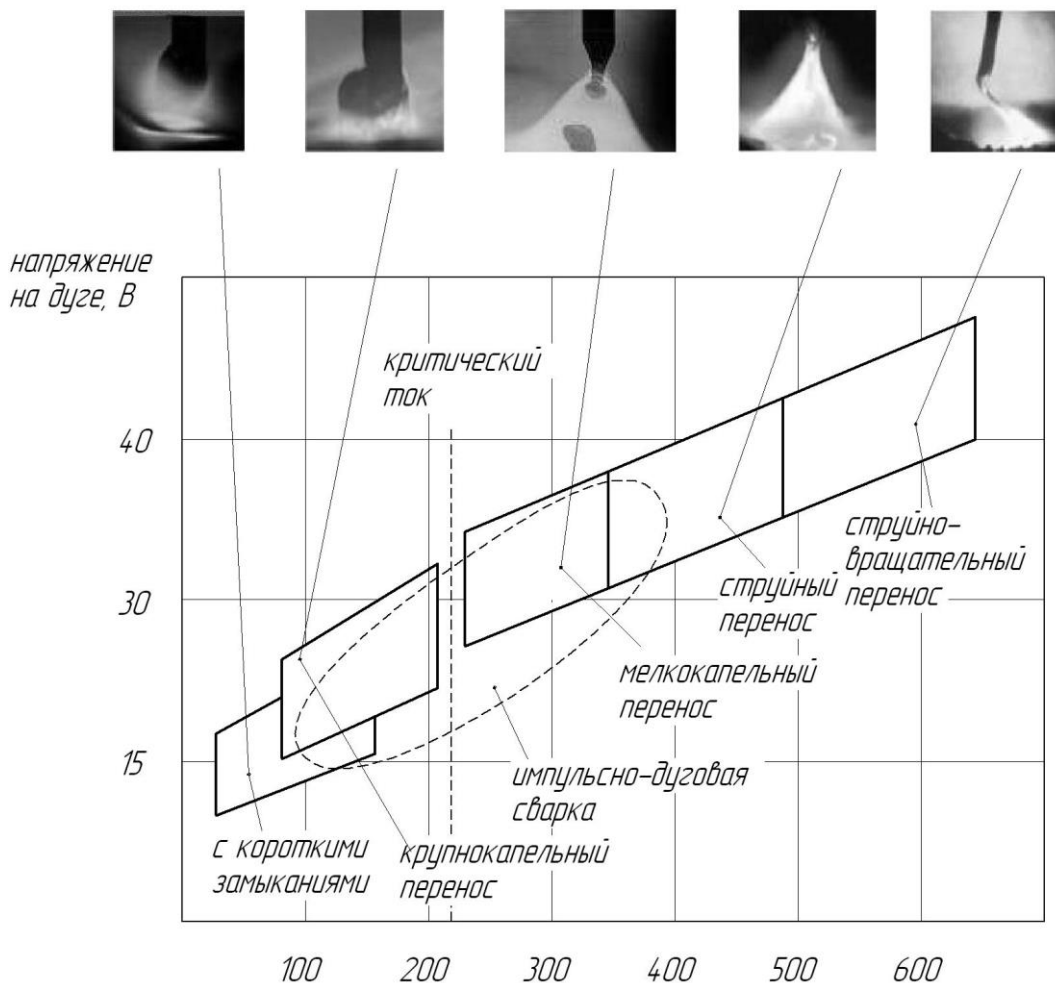 напряжение
на дуге, В
критический
ток
40
струйно-
вращательный
перенос
струйный
перенос
30
мелкокапельный
перенос
15
импульсно-дуговая
сварка
с короткими
замыканиями
крупнокапельный
перенос
100
200
300
400
500
600